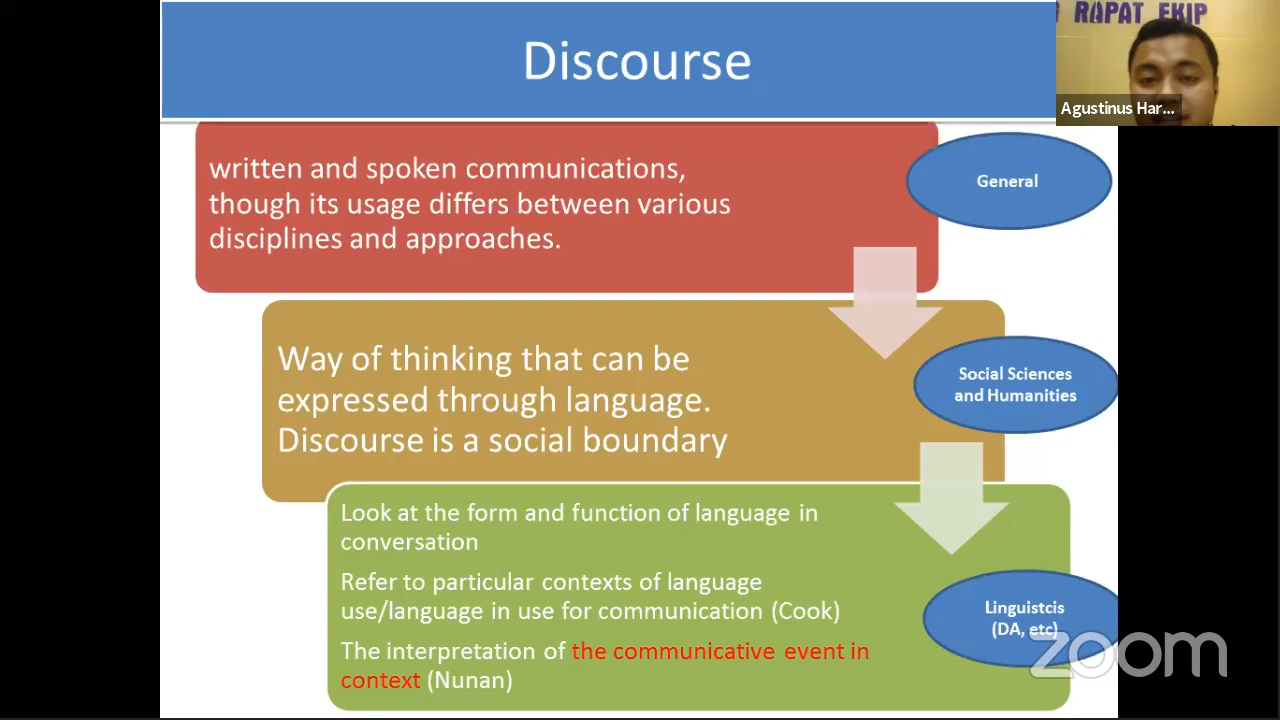 RAPAT FKIP
Discourse
Agustinus Har...
written and spoken communications,
though its usage differs between various
disciplines and approaches.
General
Way of thinking that can be
expressed through language.
Discourse is a social boundary
Social Sciences
and Humanities
Look at the form and function of language in
conversation
Refer to particular contexts of language
use/language in use for communication (Cook)
The interpretation of the communicative event in
context (Nunan)
Linguistcis
(DA, etc)
zoom